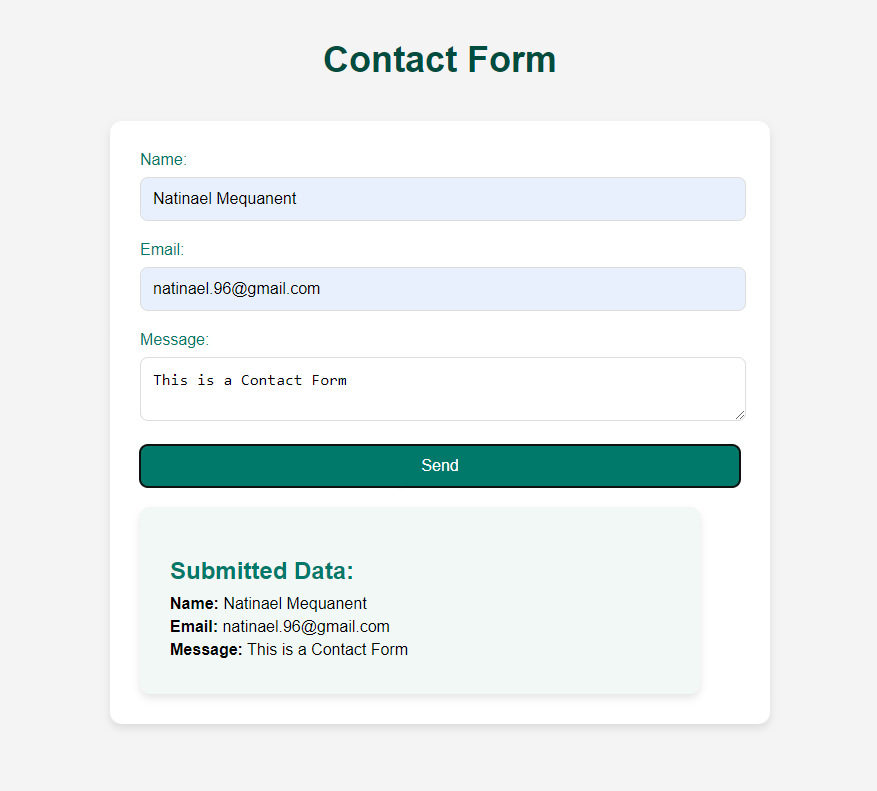 Contact Form
Name:
Natinael Mequanent
Email:
natinael.96@gmail.com
Message:
This is a Contact Form
Send
Submitted Data:
Name: Natinael Mequanent
Email: natinael.96@gmail.com
Message: This is a Contact Form